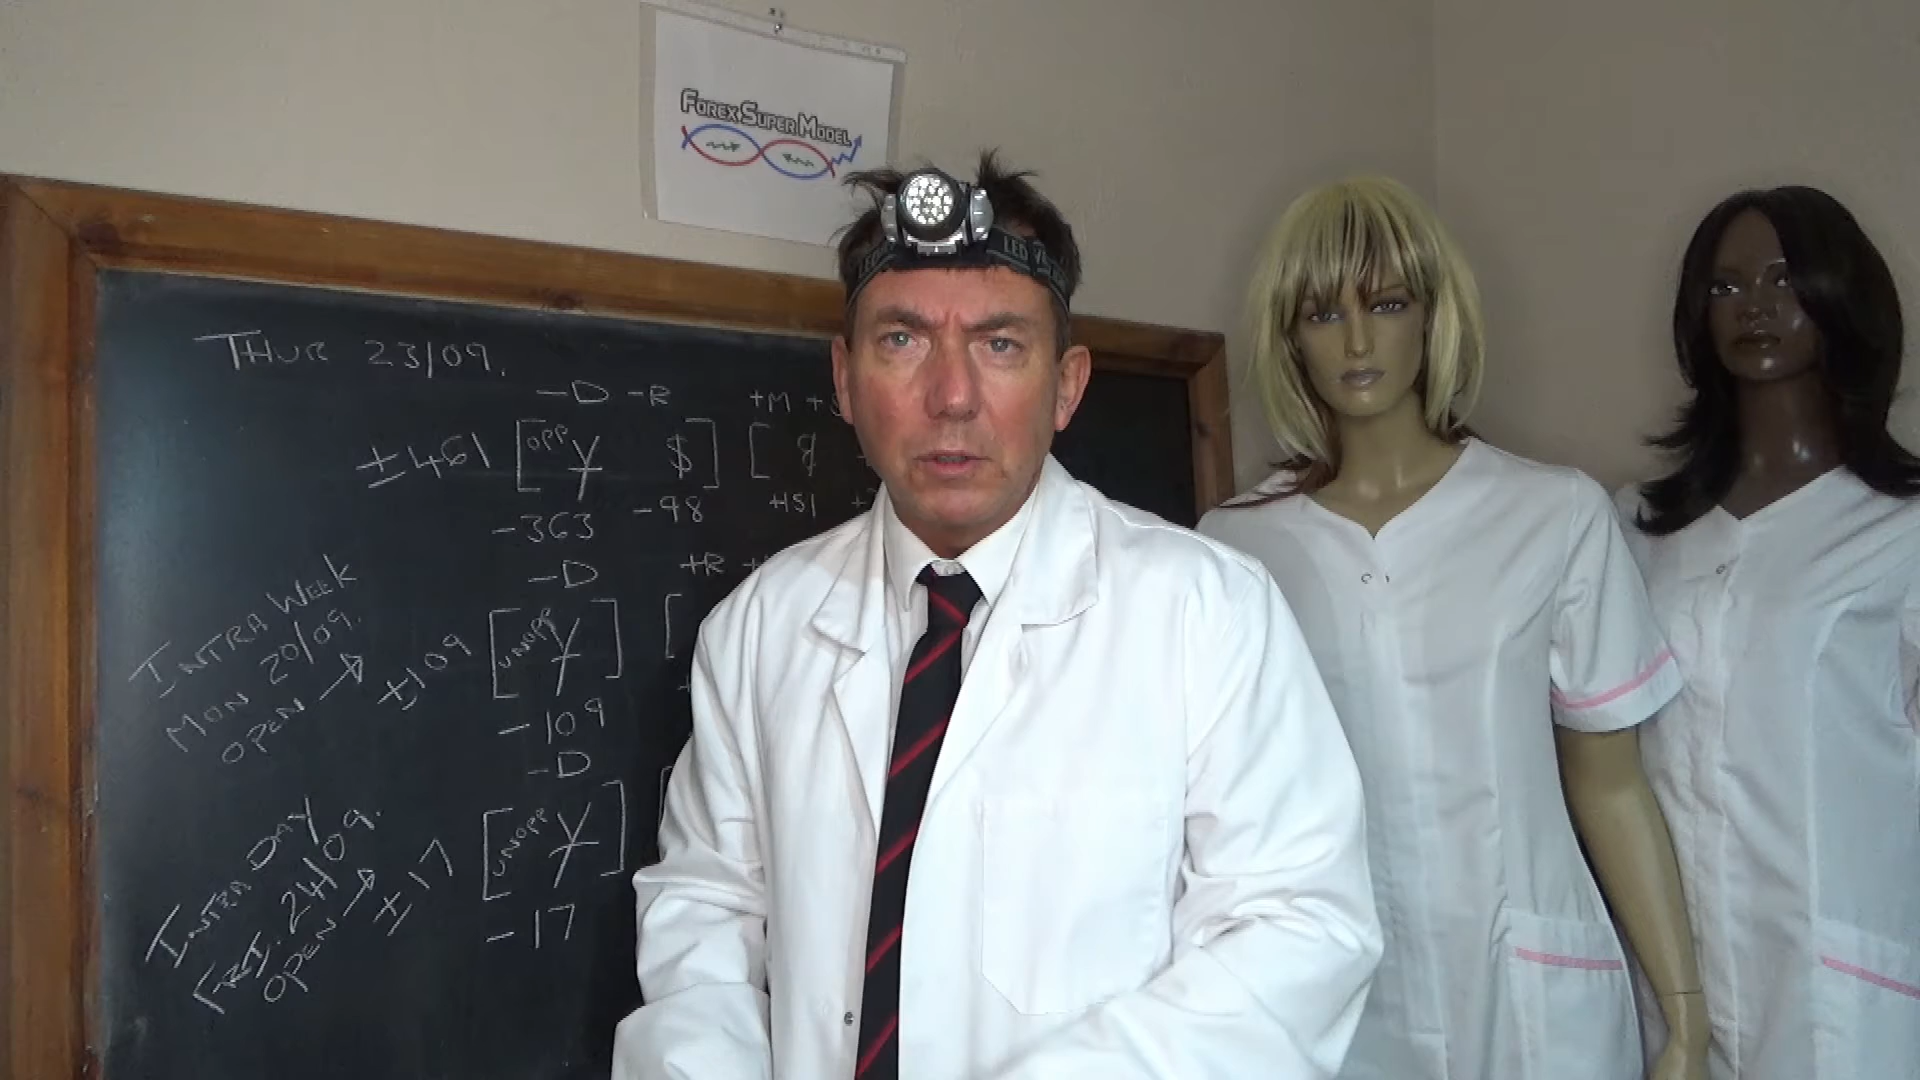 FOREX SUPER MODEL
LED
THUR 23/09.
-D -R +M +
±461 [OPP ¥ $] [
-363 -98 +151
-D +R
±109 [UNOPP ¥] [
-109
-D
±17 [UNOPP ¥]
-17
INTRA WEEK
MON 20/09.
OPEN →
INTRA DAY
FRI. 24/09.
OPEN →